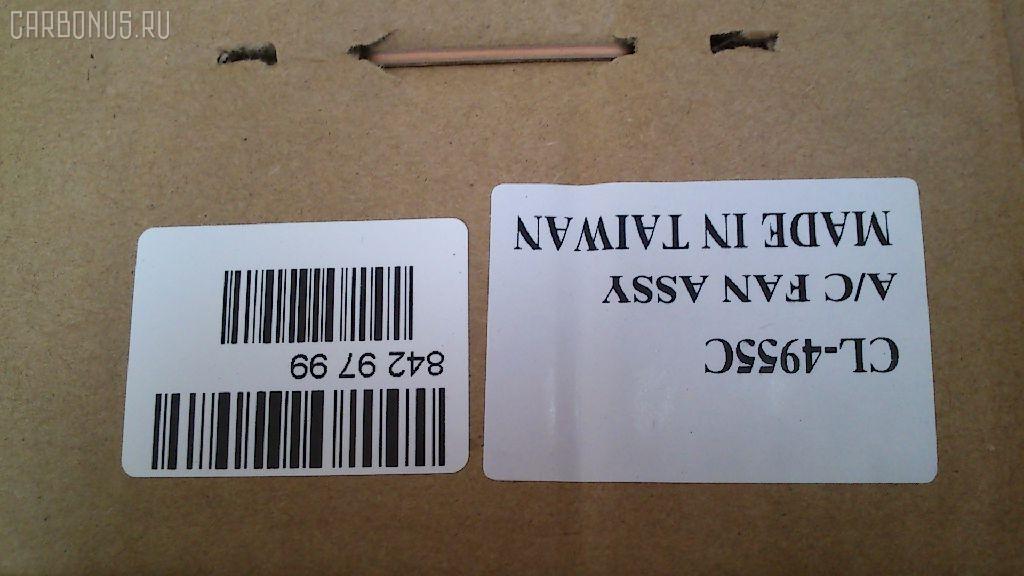 CARBONUS.RU
CL-4955C
A/C FAN ASSY
MADE IN TAIWAN
842 97 99